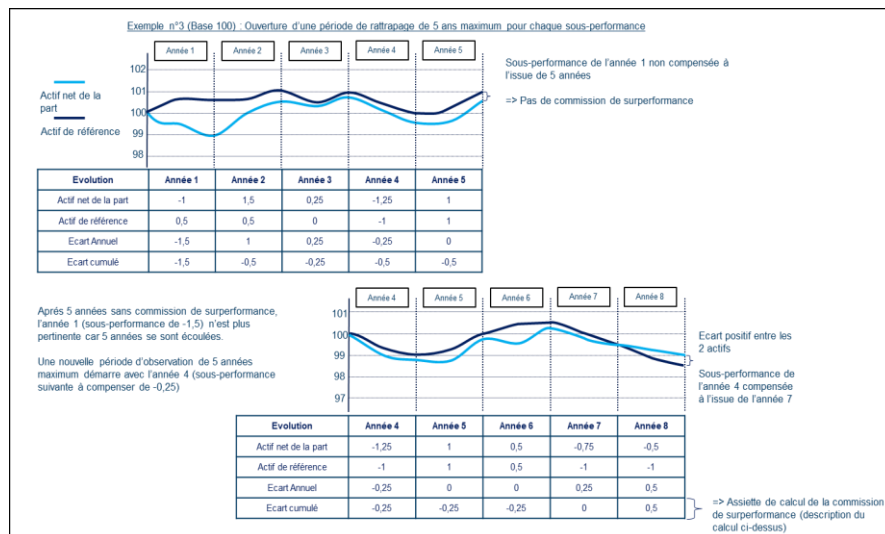 Exemple n°3 (Base 100) : Ouverture d'une période de rattrapage de 5 ans maximum pour chaque sous-performance
Année 1 Année 2 Année 3 Année 4 Année 5
102
101
100
99
98
Actif net de la
part
Actif de référence
Sous-performance de l'année 1 non compensée à
l'issue de 5 années
=> Pas de commission de surperformance
Evolution Année 1 Année 2 Année 3 Année 4 Année 5
Actif net de la part -1 1,5 0,25 -1,25 1
Actif de référence 0,5 0,5 0 -1 1
Ecart Annuel -1,5 1 0,25 -0,25 0
Ecart cumulé -1,5 -0,5 -0,25 -0,5 -0,5
Aprés 5 années sans commission de surperformance,
l'année 1 (sous-performance de -1,5) n'est plus
pertinente car 5 années se sont écoulées.
Une nouvelle période d'observation de 5 années
maximum démarre avec l'année 4 (sous-performance
suivante à compenser de -0,25)
Année 4 Année 5 Année 6 Année 7 Année 8
101
100
99
98
97
Ecart positif entre les
2 actifs
Sous-performance de
l'année 4 compensée
à l'issue de l'année 7
Evolution Année 4 Année 5 Année 6 Année 7 Année 8
Actif net de la part -1,25 1 0,5 -0,75 -0,5
Actif de référence -1 1 0,5 -1 -1
Ecart Annuel -0,25 0 0 0,25 0,5
Ecart cumulé -0,25 -0,25 -0,25 0 0,5
=> Assiette de calcul de la commission
de surperformance (description du
calcul ci-dessus)